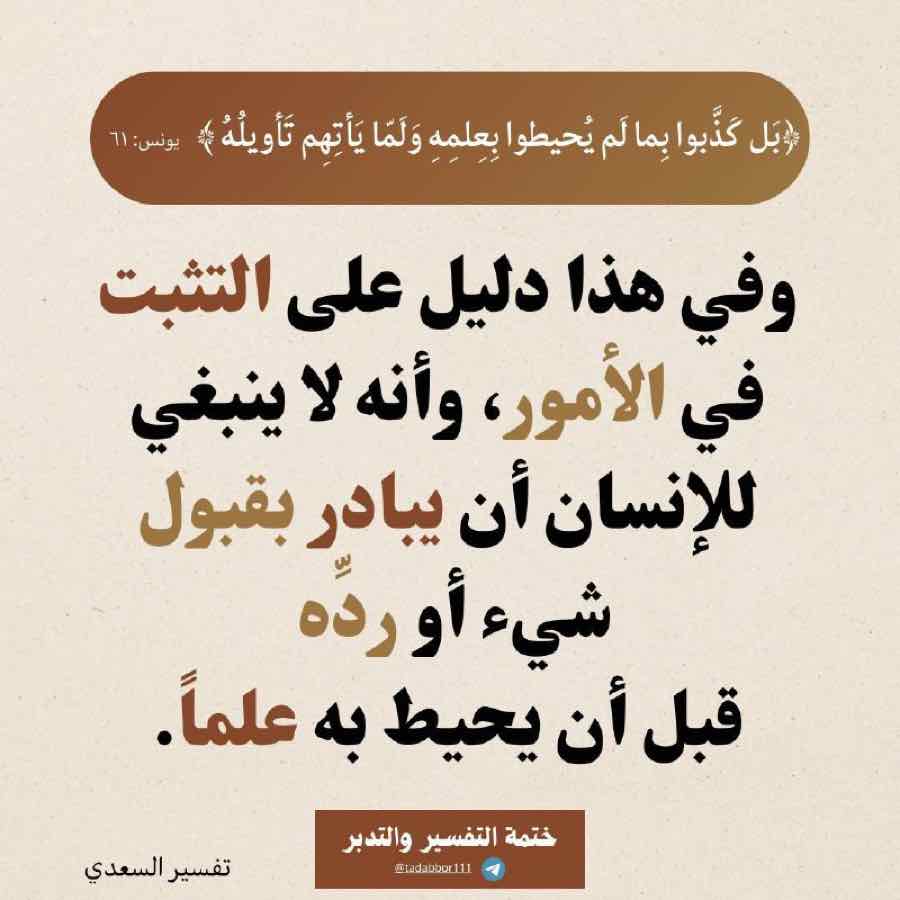 ﴿بَل كَذَّبوا بِما لَم يُحيطوا بِعِلمِهِ وَلَمّا يَأتِهِم تَأويلُهُ﴾ يونس: ٦١
وفي هذا دليل على التثبت
في الأمور، وأنه لا ينبغي
للإنسان أن يبادر بقبول
شيء أو ردِّه
قبل أن يحيط به علماً.
ختمة التفسير والتدبر
@tadabbor111
تفسير السعدي